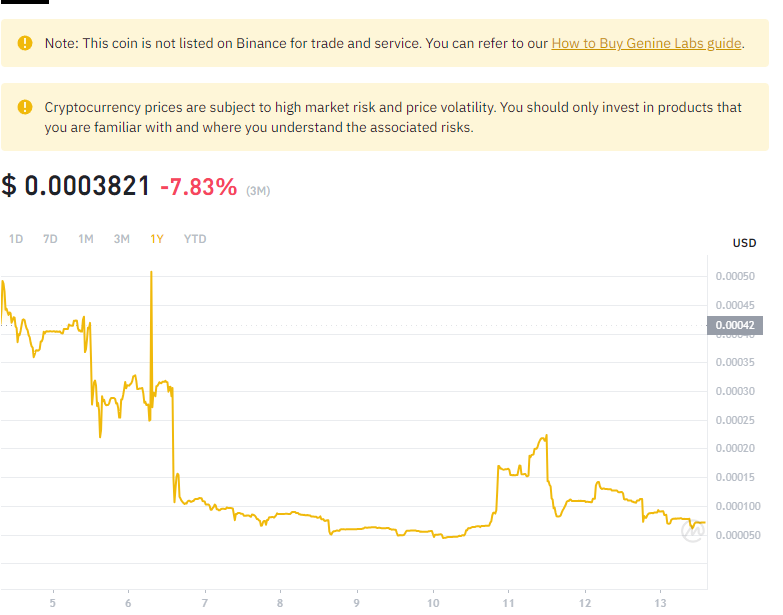 Note: This coin is not listed on Binance for trade and service. You can refer to our How to Buy Genine Labs guide.
Cryptocurrency prices are subject to high market risk and price volatility. You should only invest in products that
you are familiar with and where you understand the associated risks.
$ 0.0003821 -7.83% (3M)
1D 7D 1M 3M 1Y YTD
USD
0.00050
0.00045
0.00042
0.00040
0.00035
0.00030
0.00025
0.00020
0.00015
0.000100
0.000050
5 6 7 8 9 10 11 12 13